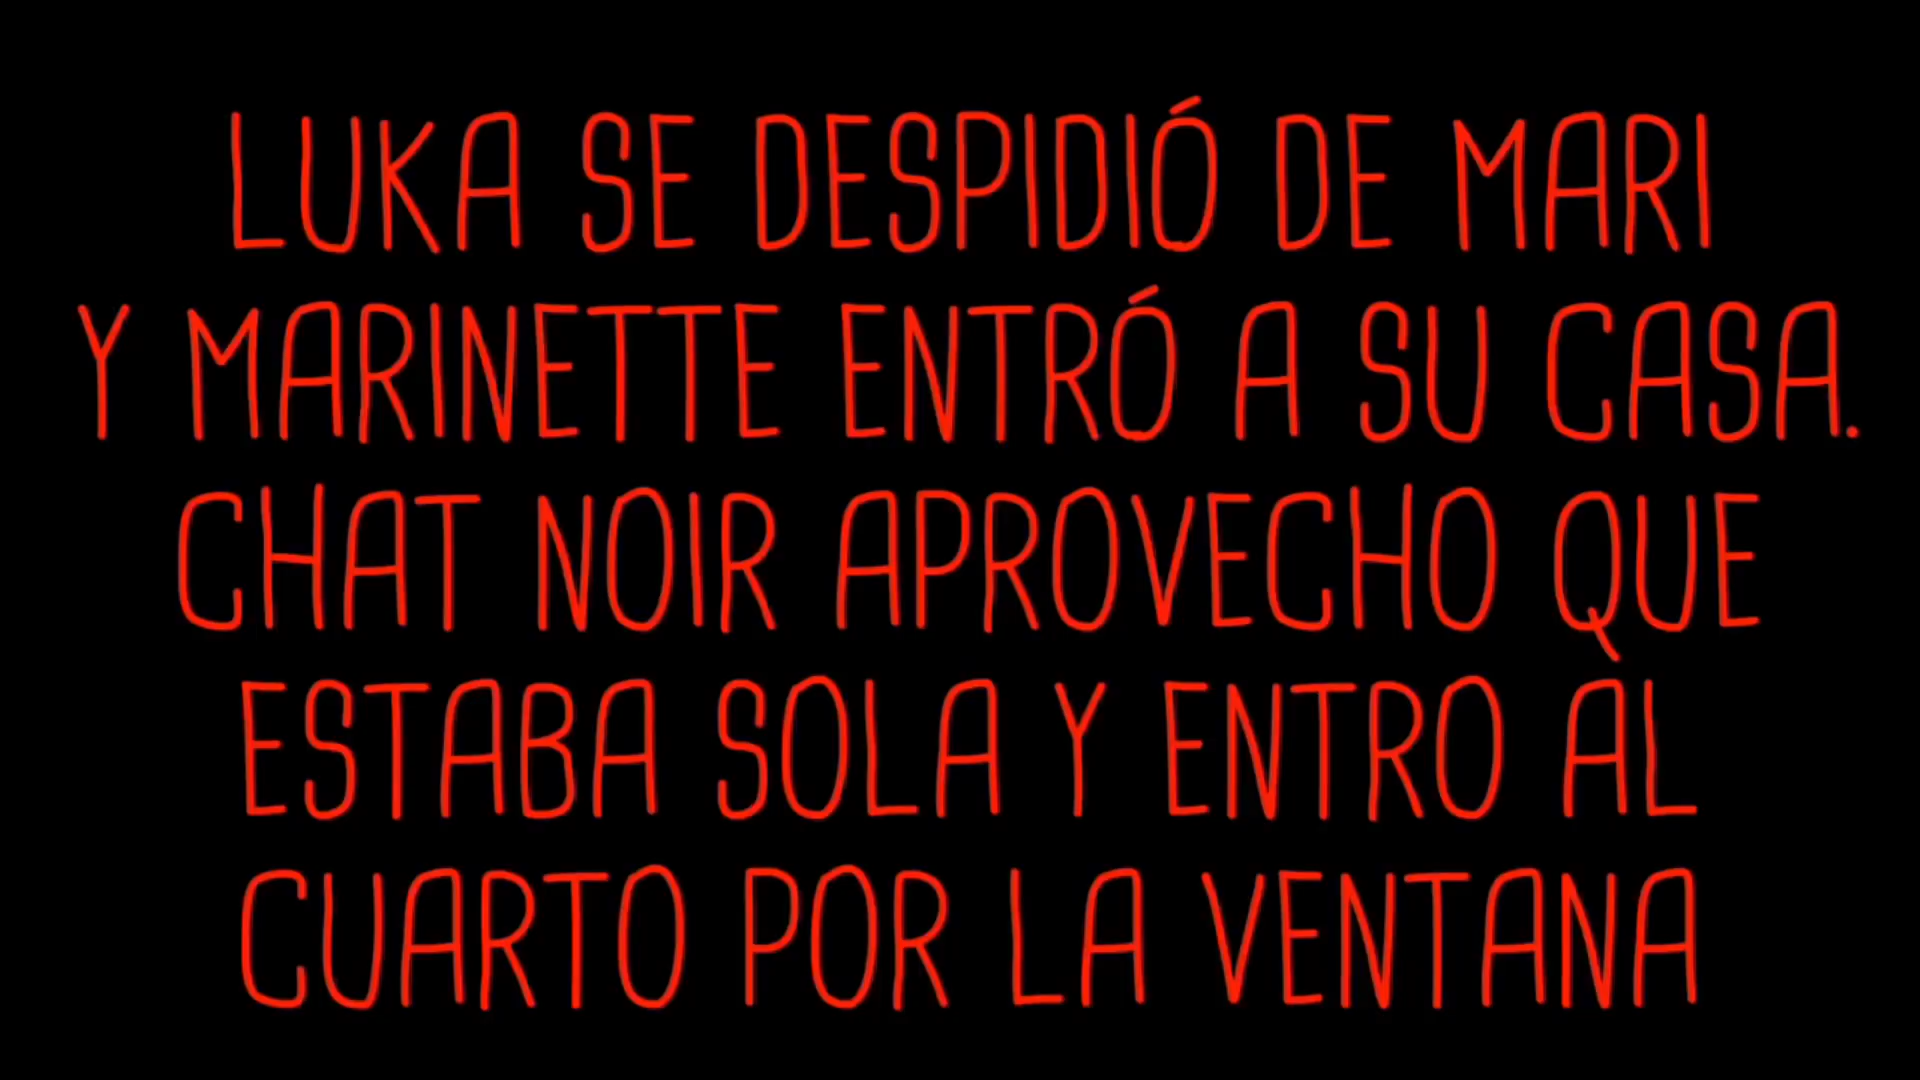 LUKA SE DESPIDIÓ DE MARI
Y MARINETTE ENTRÓ A SU CASA.
CHAT NOIR APROVECHO QUE
ESTABA SOLA Y ENTRO AL
CUARTO POR LA VENTANA